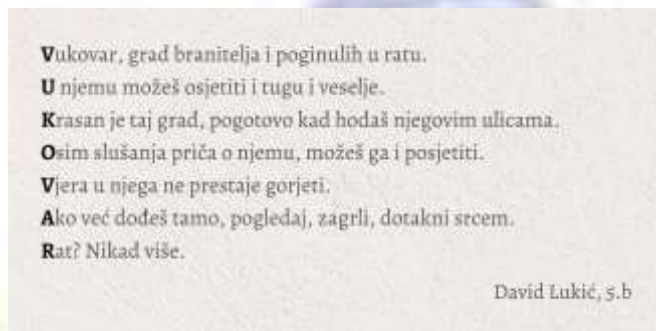 Vukovar, grad branitelja i poginulih u ratu.
U njemu možeš osjetiti i tugu i veselje.
Krasan je taj grad, pogotovo kad hodaš njegovim ulicama.
Osim slušanja priča o njemu, možeš ga i posjetiti.
Vjera u njega ne prestaje gorjeti.
Ako već dođeš tamo, pogledaj, zagrli, dotakni srcem.
Rat? Nikad više.
David Lukić, 5.b